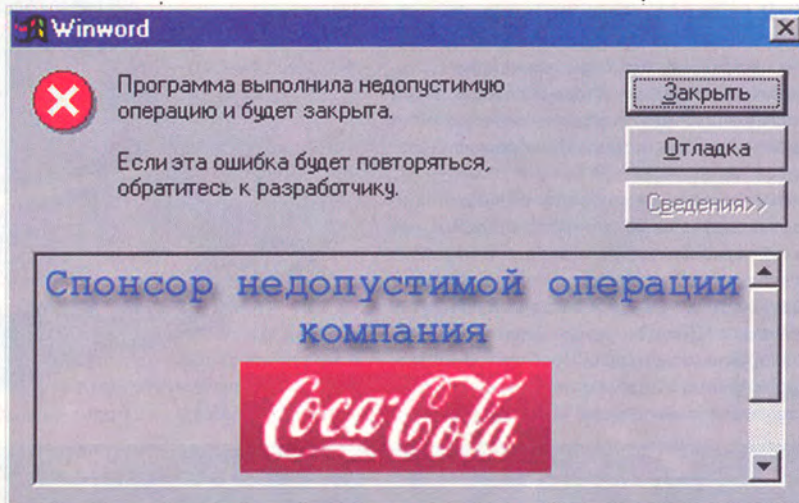 Winword
Программа выполнила недопустимую
операцию и будет закрыта.
Если эта ошибка будет повторяться,
обратитесь к разработчику.
Закрыть
Отладка
Сведения>>
Спонсор недопустимой операции
компания
Coca-Cola